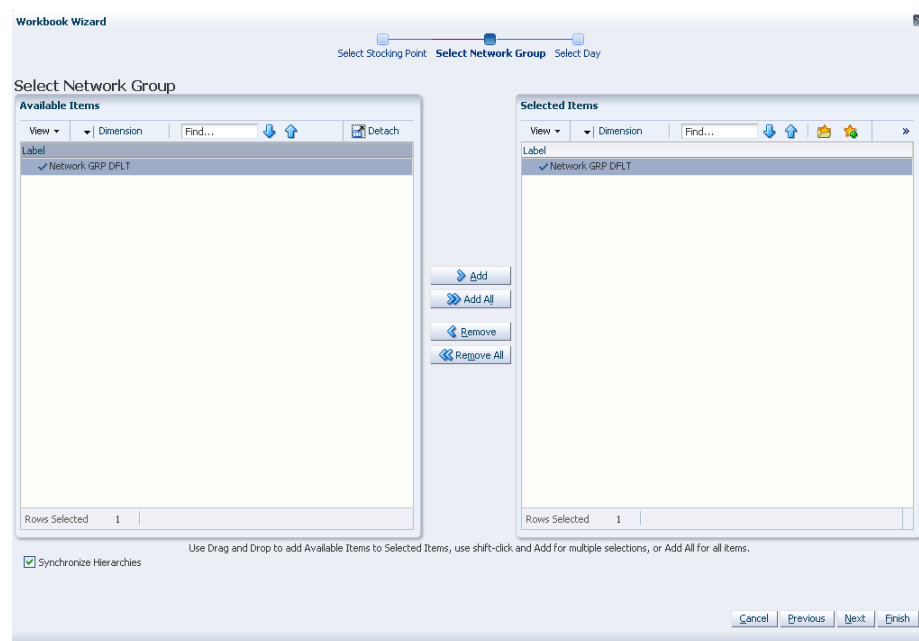 Workbook Wizard
Select Stocking Point Select Network Group Select Day
Select Network Group
Available Items
View Dimension Find... Detach
Label
Network GRP DFLT
Rows Selected 1
Add
Add All
Remove
Remove All
Selected Items
View Dimension Find... »
Label
Network GRP DFLT
Rows Selected 1
Use Drag and Drop to add Available Items to Selected Items, use shift-click and Add for multiple selections, or Add All for all items.
Synchronize Hierarchies
Cancel Previous Next Finish